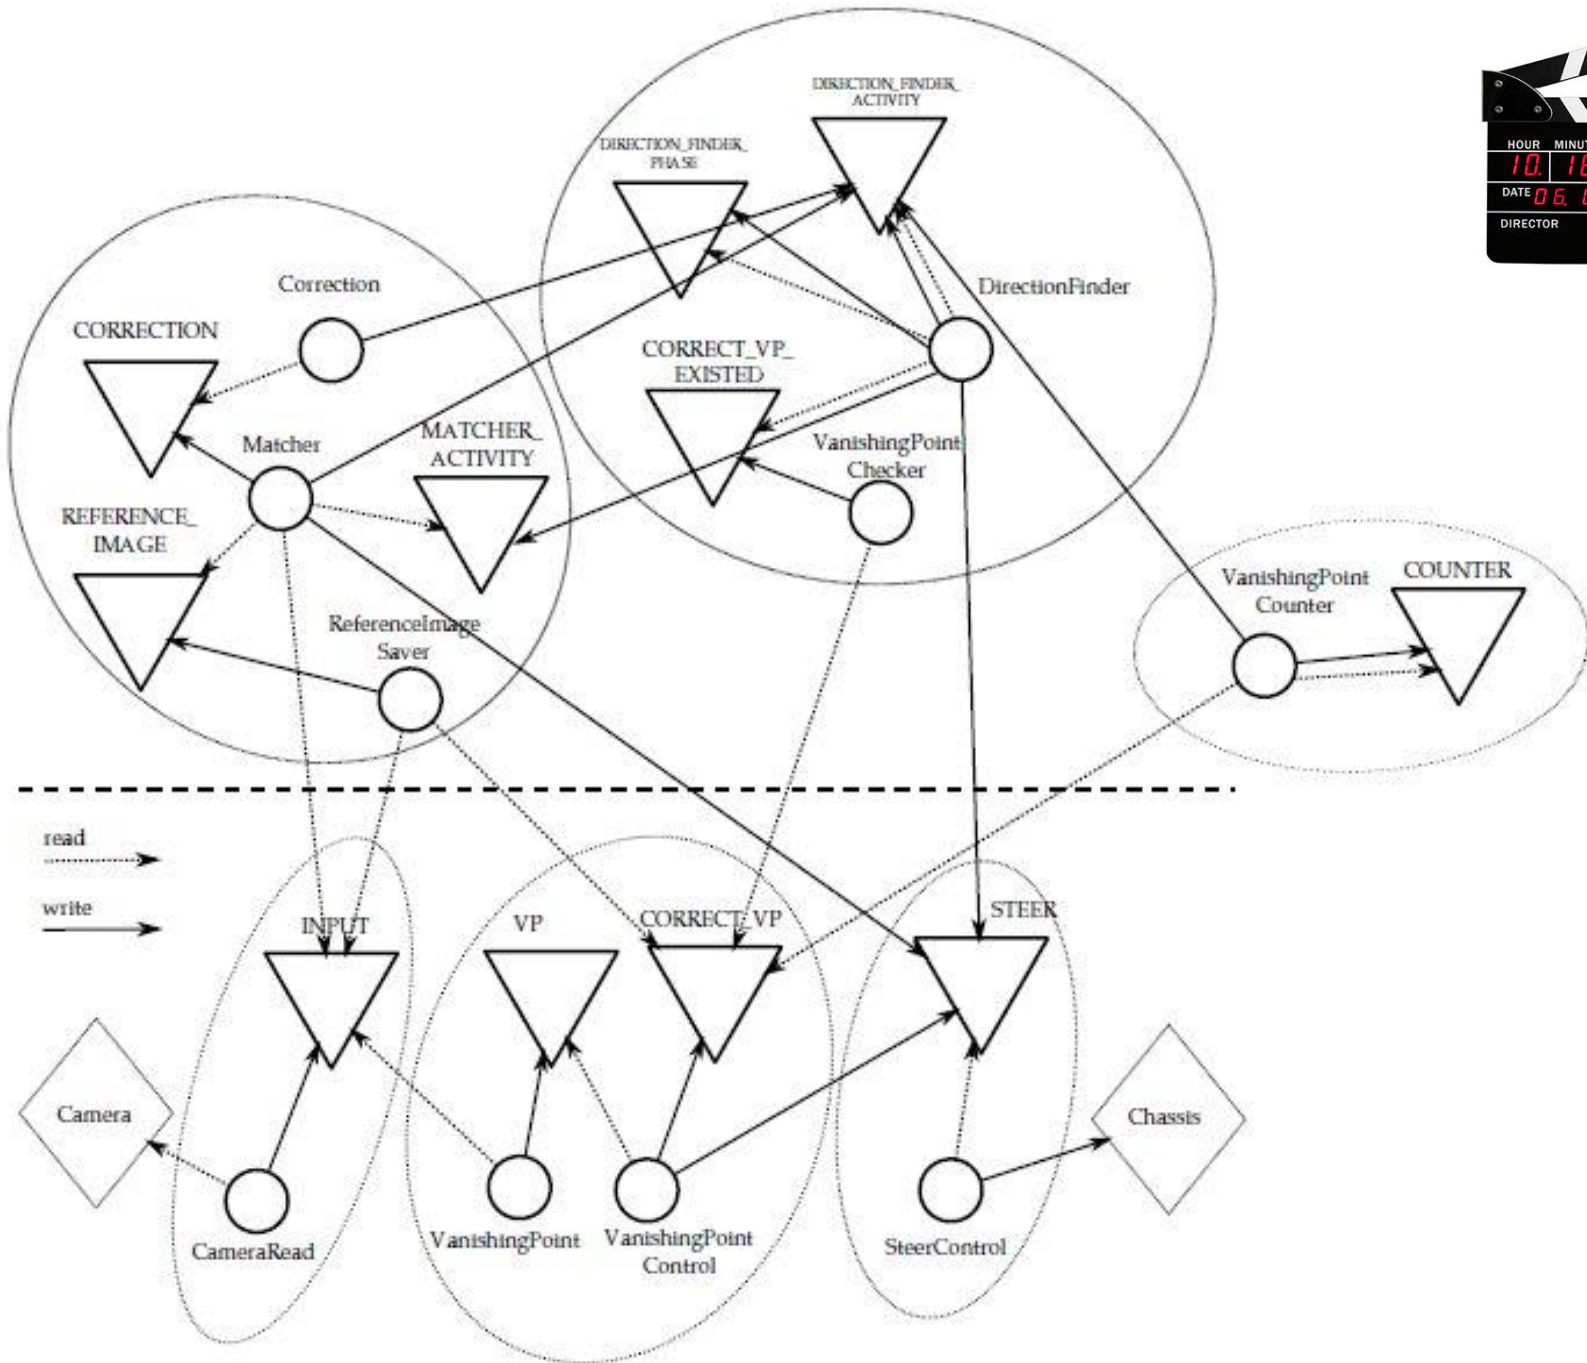 DIRECTION_FINDER_
ACTIVITY
DIRECTION_FINDER_
PHASE
HOUR MINUT
10.
DATE 06.
DIRECTOR
Correction
DirectionFinder
CORRECTION
CORRECT_VP_
EXISTED
Matcher
MATCHER_
ACTIVITY
VanishingPoint
Checker
REFERENCE_
IMAGE
VanishingPoint
Counter
COUNTER
ReferenceImage
Saver
read
write
INPUT
VP
CORRECT_VP
STEER
Camera
Chassis
CameraRead
VanishingPoint
VanishingPoint
Control
SteerControl